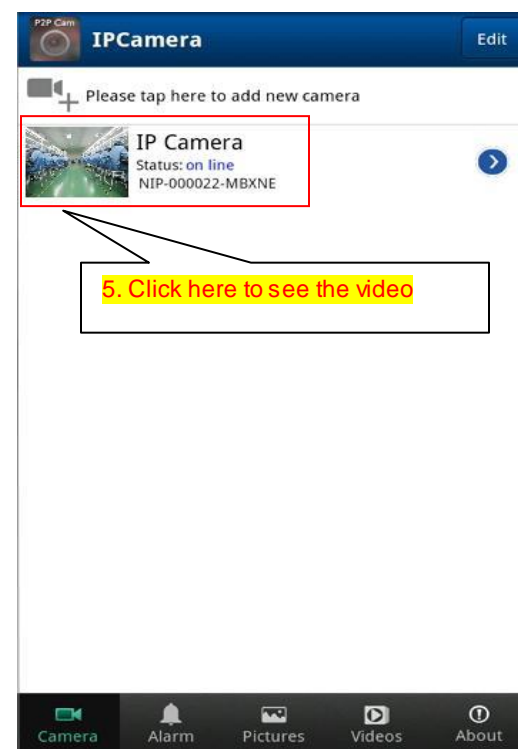 P2P Cam
IPCamera
Edit
Please tap here to add new camera
IP Camera
Status: on line
NIP-000022-MBXNE
5. Click here to see the video
Camera
Alarm
Pictures
Videos
About